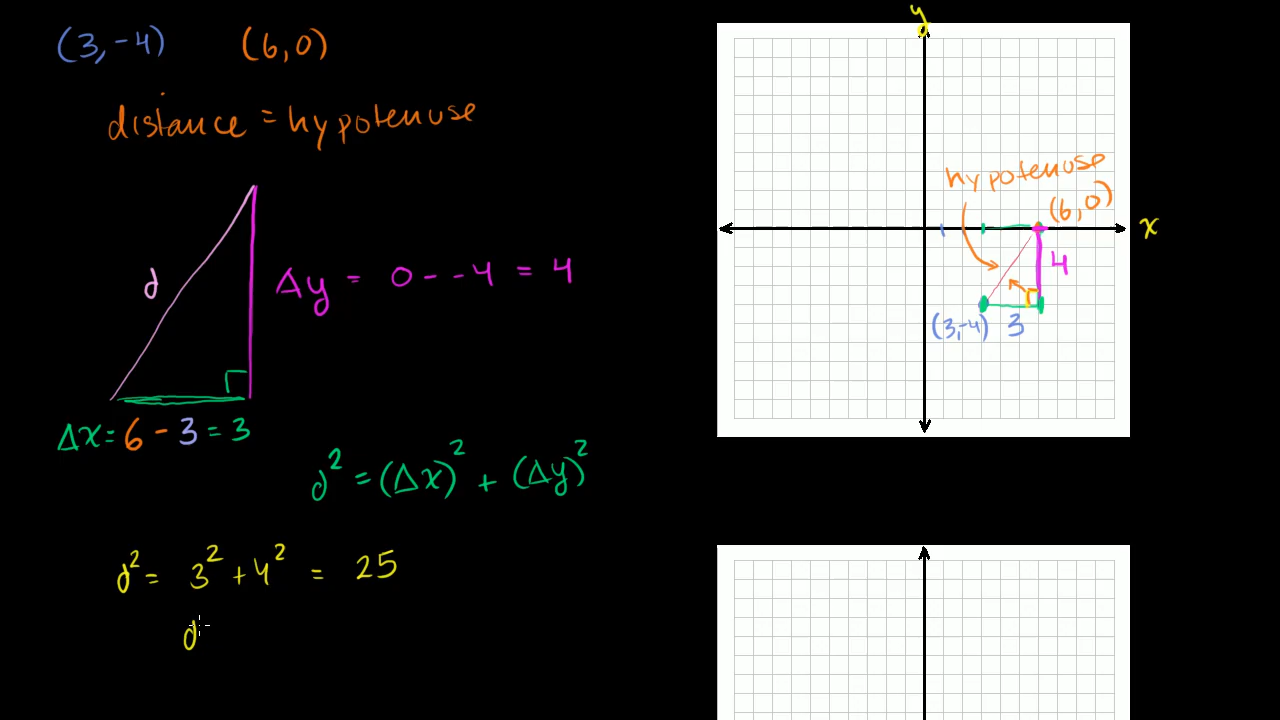 (3,-4) (6,0)
distance = hypotenuse
d
Δy = 0 - -4 = 4
Δx = 6 - 3 = 3
d² = (Δx)² + (Δy)²
d² = 3² + 4² = 25
d
y
x
hypotenuse
(6,0)
4
(3,-4) 3